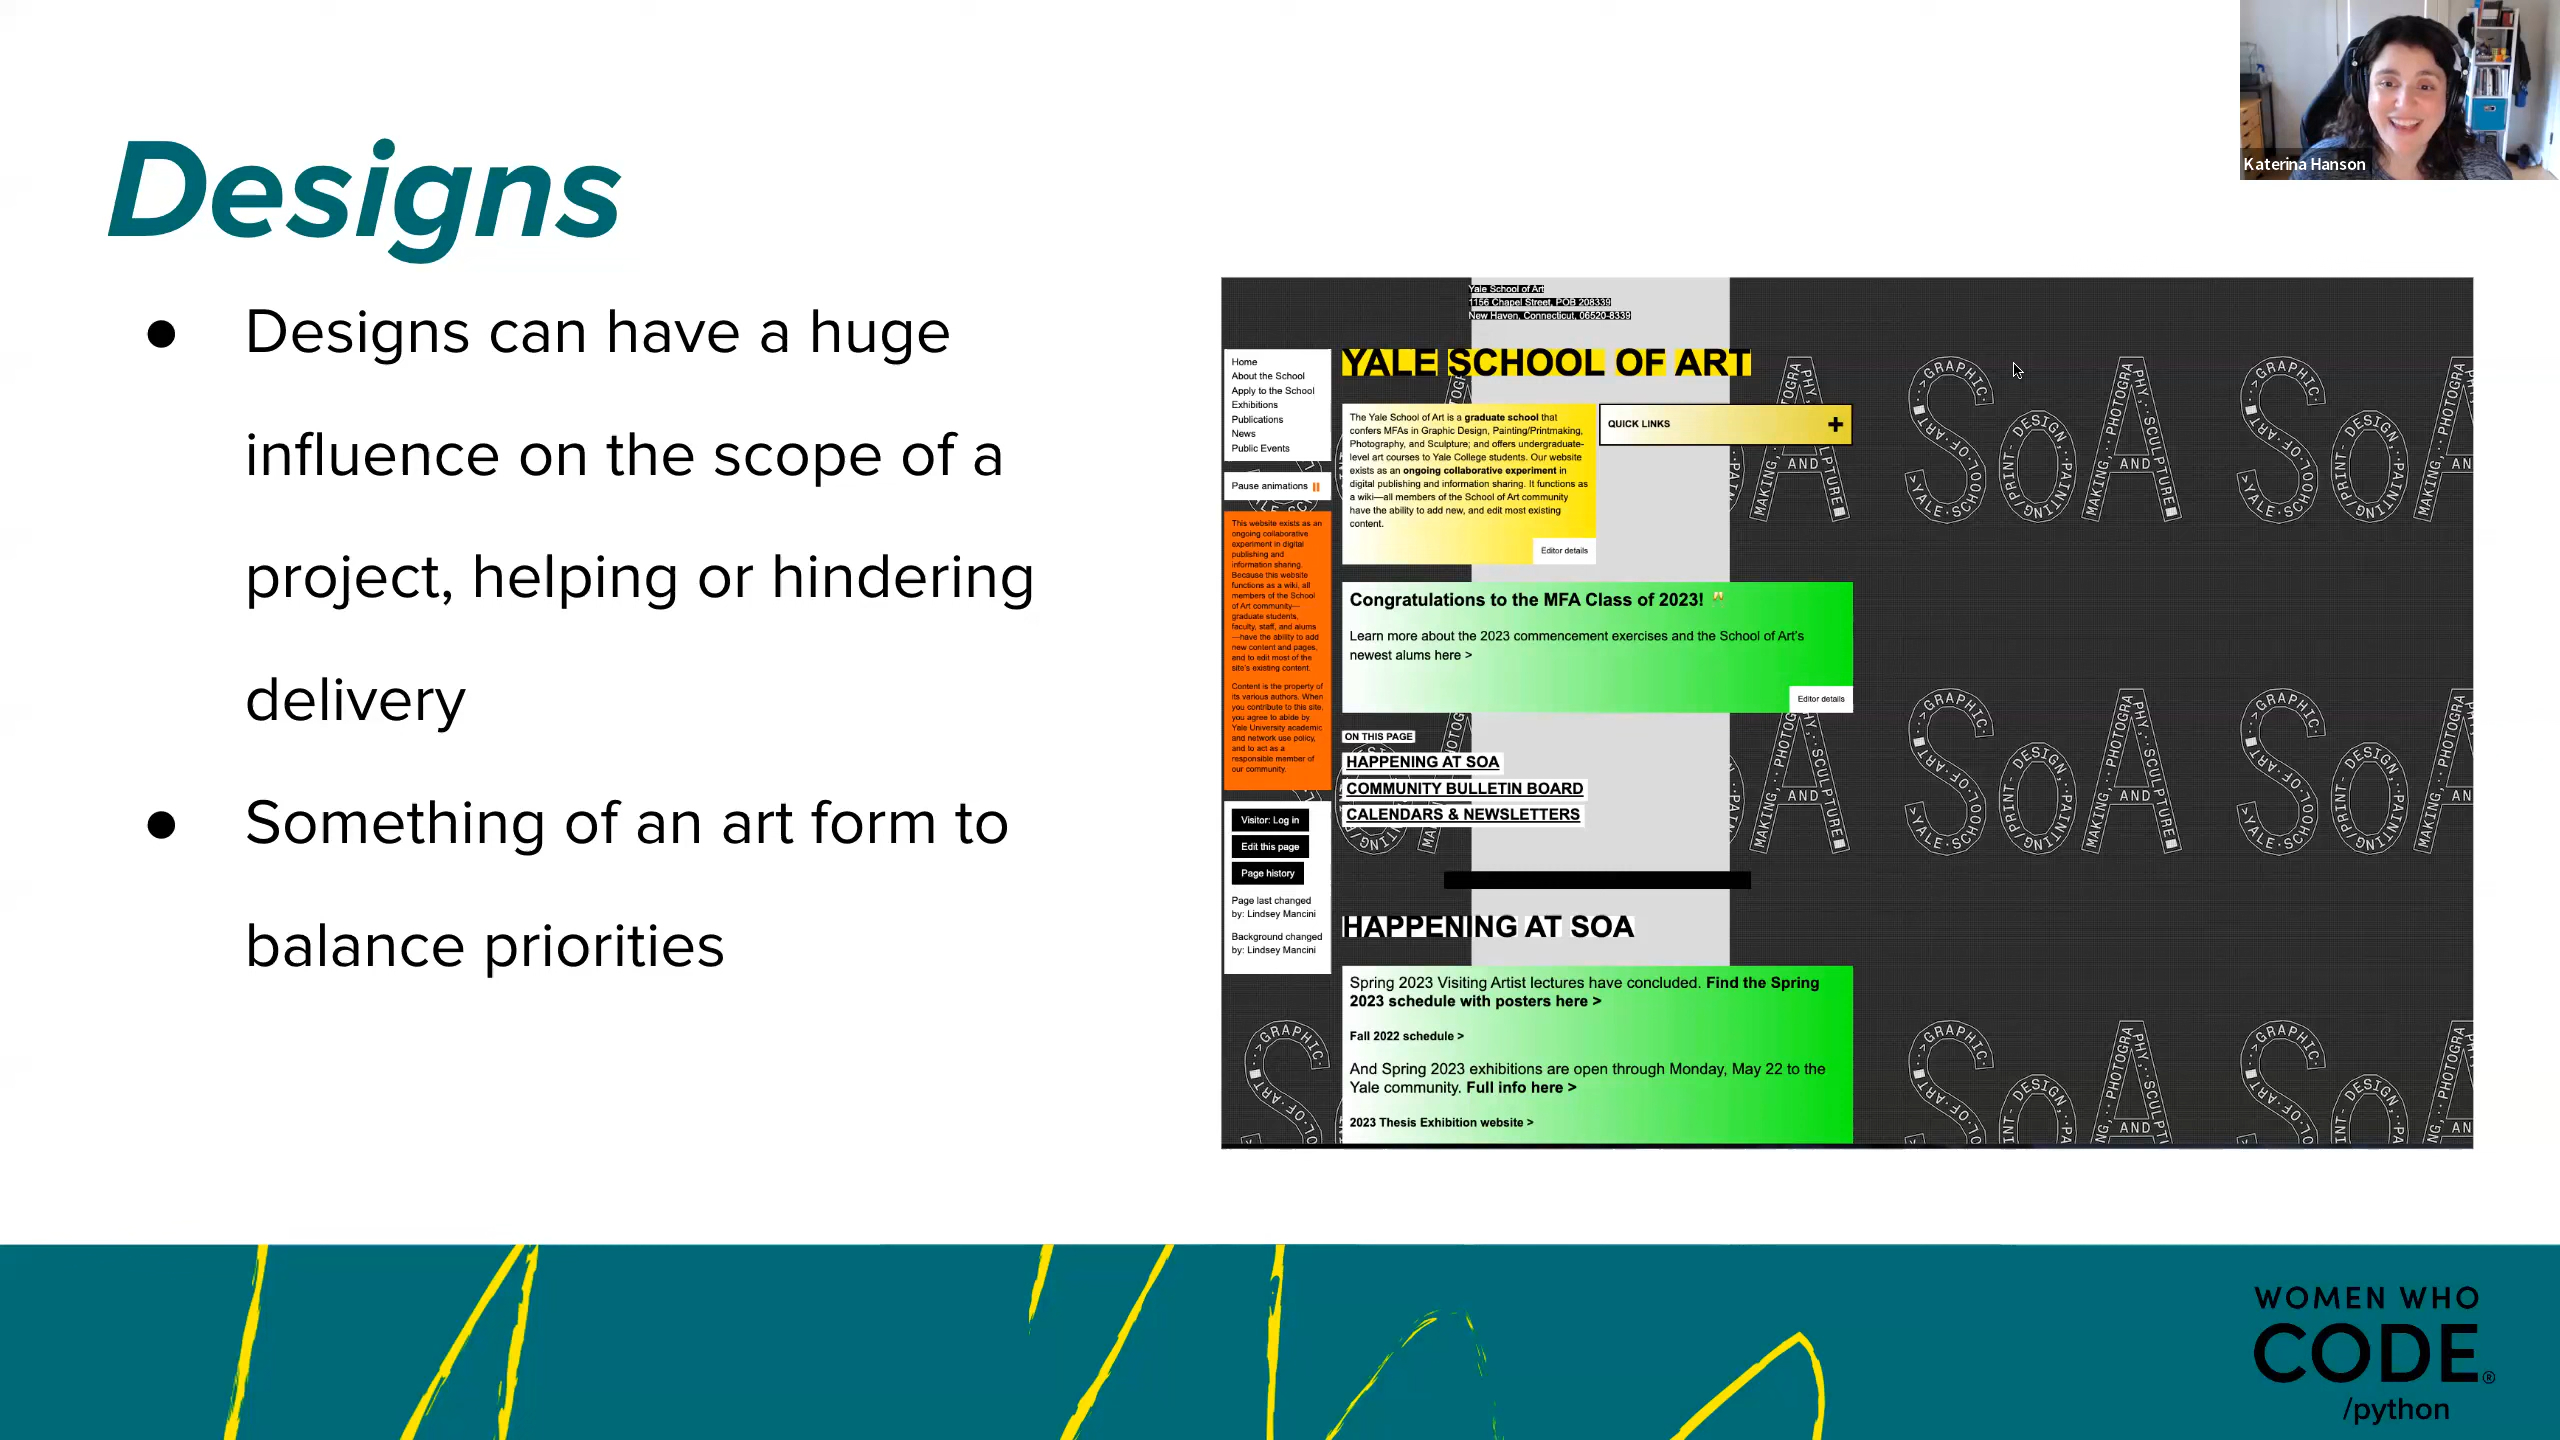 Designs
● Designs can have a huge
influence on the scope of a
project, helping or hindering
delivery
● Something of an art form to
balance priorities
Katerina Hanson
Yale School of Art
1156 Chapel Street, POB 208339
New Haven, Connecticut, 06520-8339
Home
About the School
Apply to the School
Exhibitions
Publications
News
Public Events
Pause animations
This website exists as an
ongoing collaborative
experiment in digital
publishing and
information sharing.
Because this website
functions as a wiki, all
members of the School
of Art community—
graduate students,
faculty, staff, and alums
—have the ability to add
new content and pages,
and to edit most of the
site's existing content.
Content is the property of
its various authors. When
you contribute to this site,
you agree to abide by
Yale University academic
and network use policy,
and to act as a
responsible member of
our community.
Visitor: Log in
Edit this page
Page history
Page last changed
by: Lindsey Mancini
Background changed
by: Lindsey Mancini
YALE SCHOOL OF ART
The Yale School of Art is a graduate school that
confers MFAs in Graphic Design, Painting/Printmaking,
Photography, and Sculpture; and offers undergraduate-
level art courses to Yale College students. Our website
exists as an ongoing collaborative experiment in
digital publishing and information sharing. It functions as
a wiki—all members of the School of Art community
have the ability to add new, and edit most existing
content.
Editor details
QUICK LINKS +
Congratulations to the MFA Class of 2023! 🥂
Learn more about the 2023 commencement exercises and the School of Art's
newest alums here >
Editor details
ON THIS PAGE
HAPPENING AT SOA
COMMUNITY BULLETIN BOARD
CALENDARS & NEWSLETTERS
HAPPENING AT SOA
Spring 2023 Visiting Artist lectures have concluded. Find the Spring
2023 schedule with posters here >
Fall 2022 schedule >
And Spring 2023 exhibitions are open through Monday, May 22 to the
Yale community. Full info here >
2023 Thesis Exhibition website >
WOMEN WHO
CODE®
/python